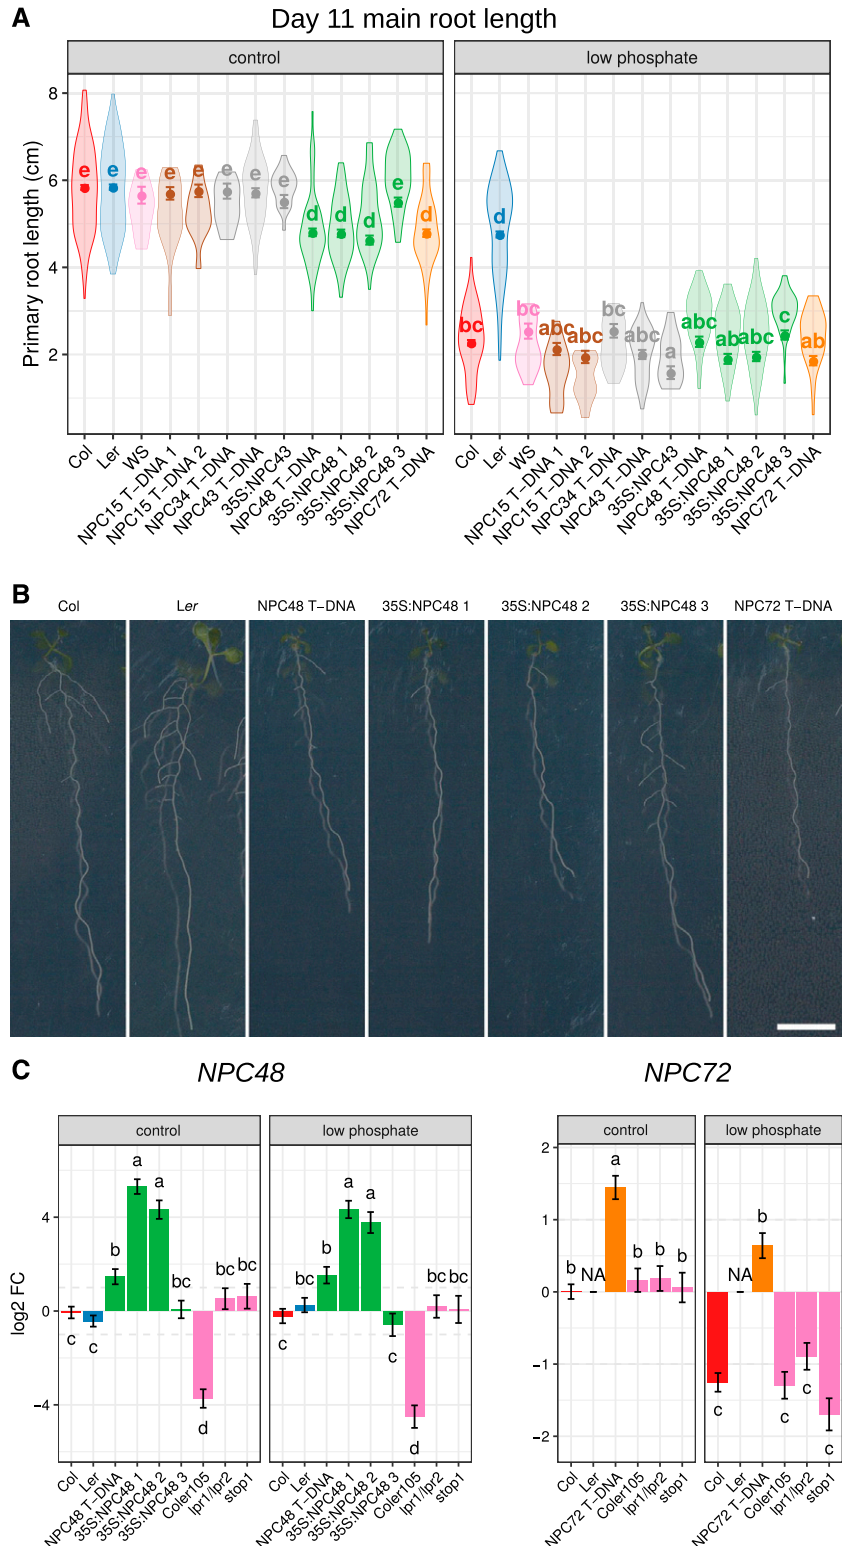 A
Day 11 main root length
control
low phosphate
Primary root length (cm)
8
6
4
2
e e e e e e e e d d d e d
bc d bc abc abc bc abc a abc ab abc c ab
Col Ler WS NPC15 T−DNA 1 NPC15 T−DNA 2 NPC34 T−DNA NPC43 T−DNA 35S:NPC43 NPC48 T−DNA 35S:NPC48 1 35S:NPC48 2 35S:NPC48 3 NPC72 T−DNA
Col Ler WS NPC15 T−DNA 1 NPC15 T−DNA 2 NPC34 T−DNA NPC43 T−DNA 35S:NPC43 NPC48 T−DNA 35S:NPC48 1 35S:NPC48 2 35S:NPC48 3 NPC72 T−DNA
B
Col Ler NPC48 T−DNA 35S:NPC48 1 35S:NPC48 2 35S:NPC48 3 NPC72 T−DNA
C
NPC48
NPC72
control
low phosphate
control
low phosphate
log2 FC
4
0
−4
c c b a a bc d bc bc
c bc b a a c d bc bc
Col Ler NPC48 T−DNA 35S:NPC48 1 35S:NPC48 2 35S:NPC48 3 Coler105 lpr1/lpr2 stop1
Col Ler NPC48 T−DNA 35S:NPC48 1 35S:NPC48 2 35S:NPC48 3 Coler105 lpr1/lpr2 stop1
2
1
0
−1
−2
b NA a b b b
c NA b c c c
Col Ler NPC72 T−DNA Coler105 lpr1/lpr2 stop1
Col Ler NPC72 T−DNA Coler105 lpr1/lpr2 stop1